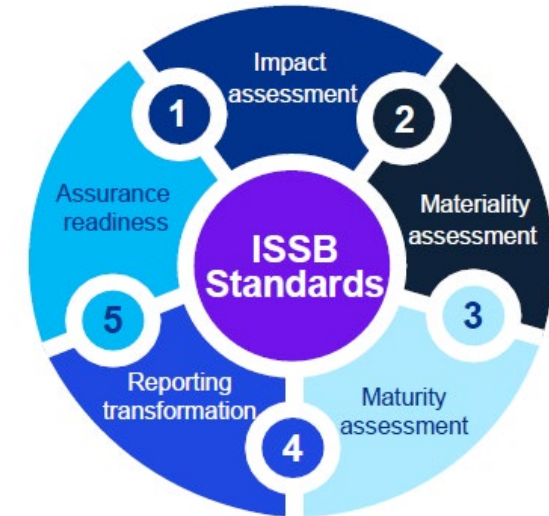 1
Impact
assessment
2
Materiality
assessment
3
Maturity
assessment
4
Reporting
transformation
5
Assurance
readiness
ISSB
Standards